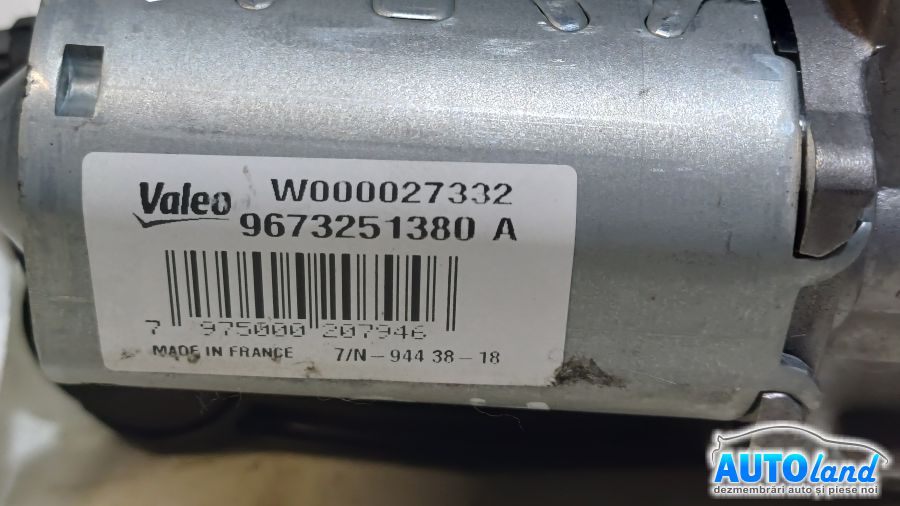 Valeo W000027332
9673251380 A
7 975000 207946
MADE IN FRANCE 7/N-944 38-18
AUTOland
dezmembrări auto și piese noi